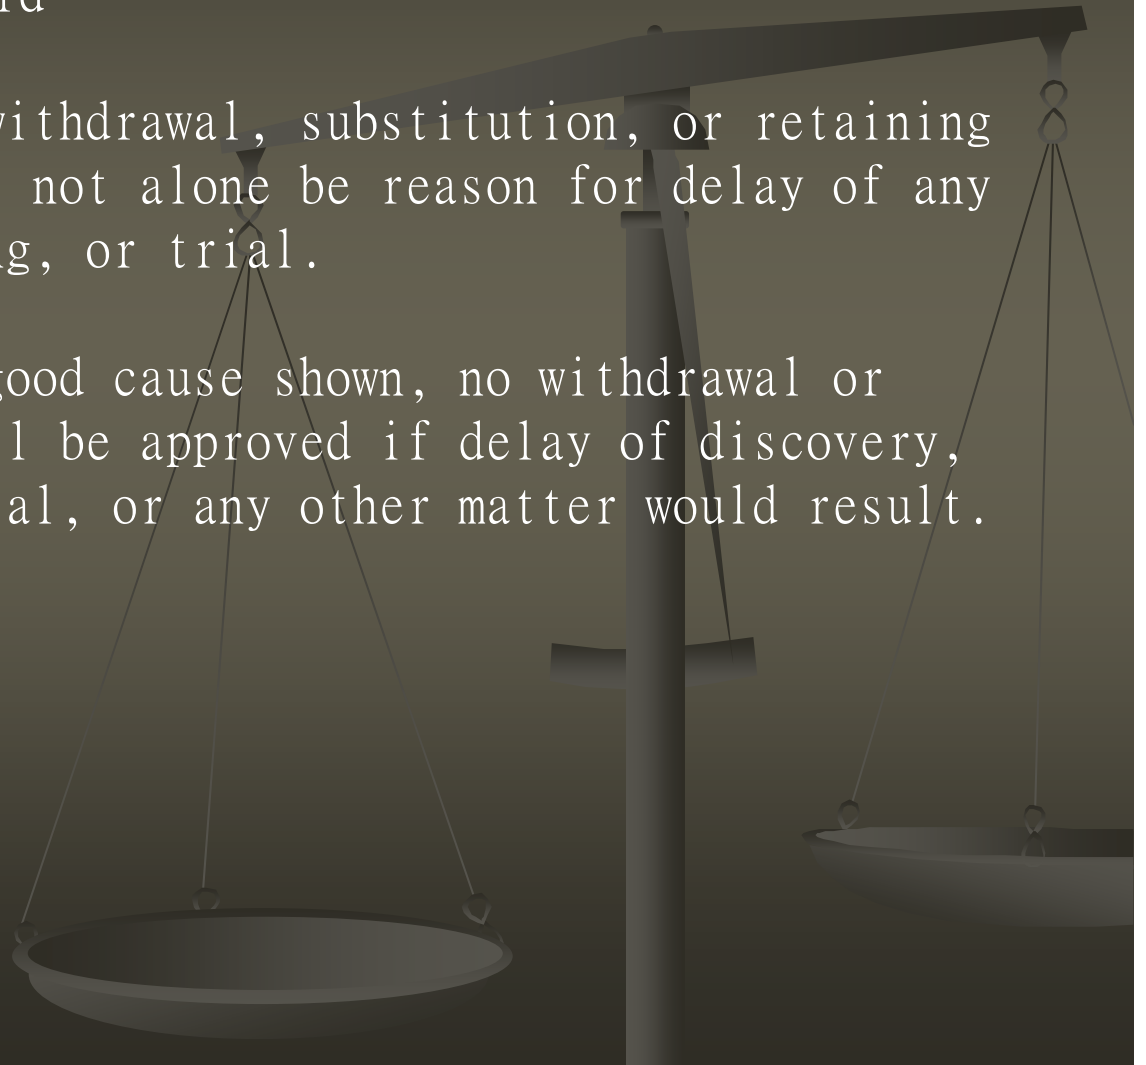 withdrawal, substitution, or retaining
not alone be reason for delay of any
or trial.
good cause shown, no withdrawal or
be approved if delay of discovery,
or any other matter would result.